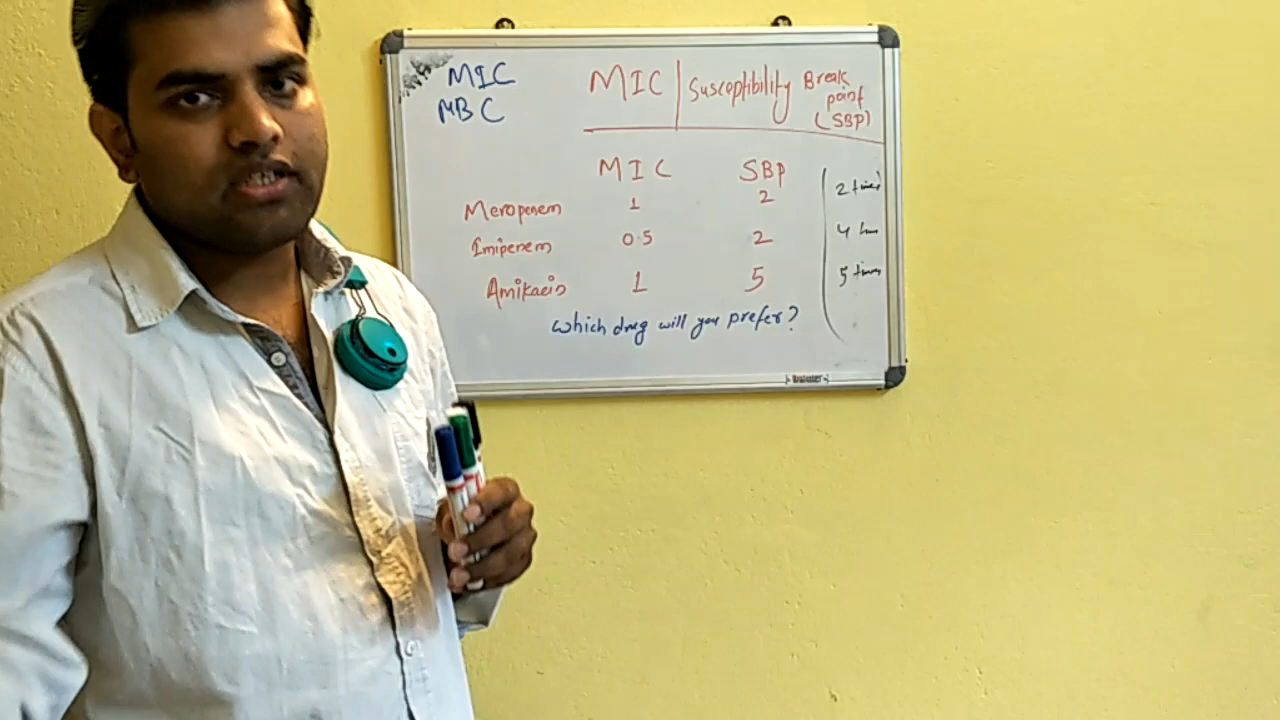 MIC
MBC
MIC | Susceptibility Break point (SBP)
MIC SBP
Meropenem 1 2 2 times
Imipenem 0.5 2 4
Amikacin 1 5 5 times
Which drug will you prefer?